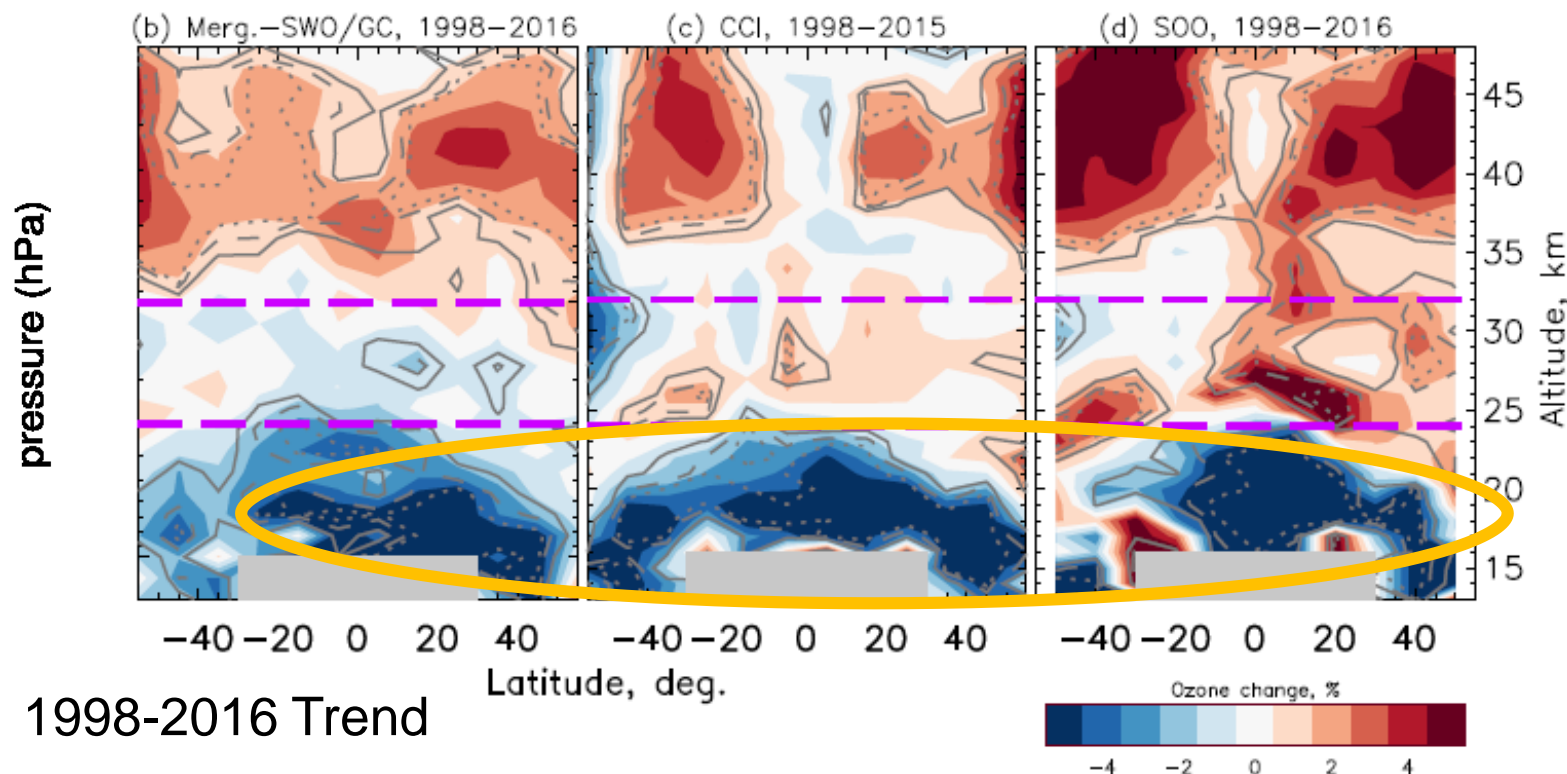 (b) Merg.-SWO/GC, 1998-2016
(c) CCI, 1998-2015
(d) SOO, 1998-2016
pressure (hPa)
45
40
35
30
25
20
15
Altitude, km
-40 -20 0 20 40
-40 -20 0 20 40
-40 -20 0 20 40
Latitude, deg.
1998-2016 Trend
Ozone change, %
-4 -2 0 2 4